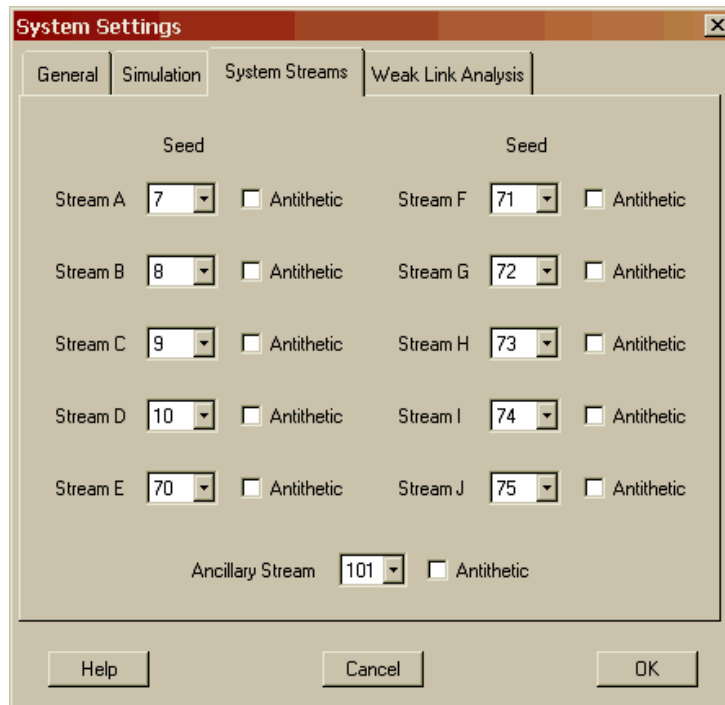 System Settings
General Simulation System Streams Weak Link Analysis
Seed Seed
Stream A 7 Antithetic Stream F 71 Antithetic
Stream B 8 Antithetic Stream G 72 Antithetic
Stream C 9 Antithetic Stream H 73 Antithetic
Stream D 10 Antithetic Stream I 74 Antithetic
Stream E 70 Antithetic Stream J 75 Antithetic
Ancillary Stream 101 Antithetic
Help Cancel OK